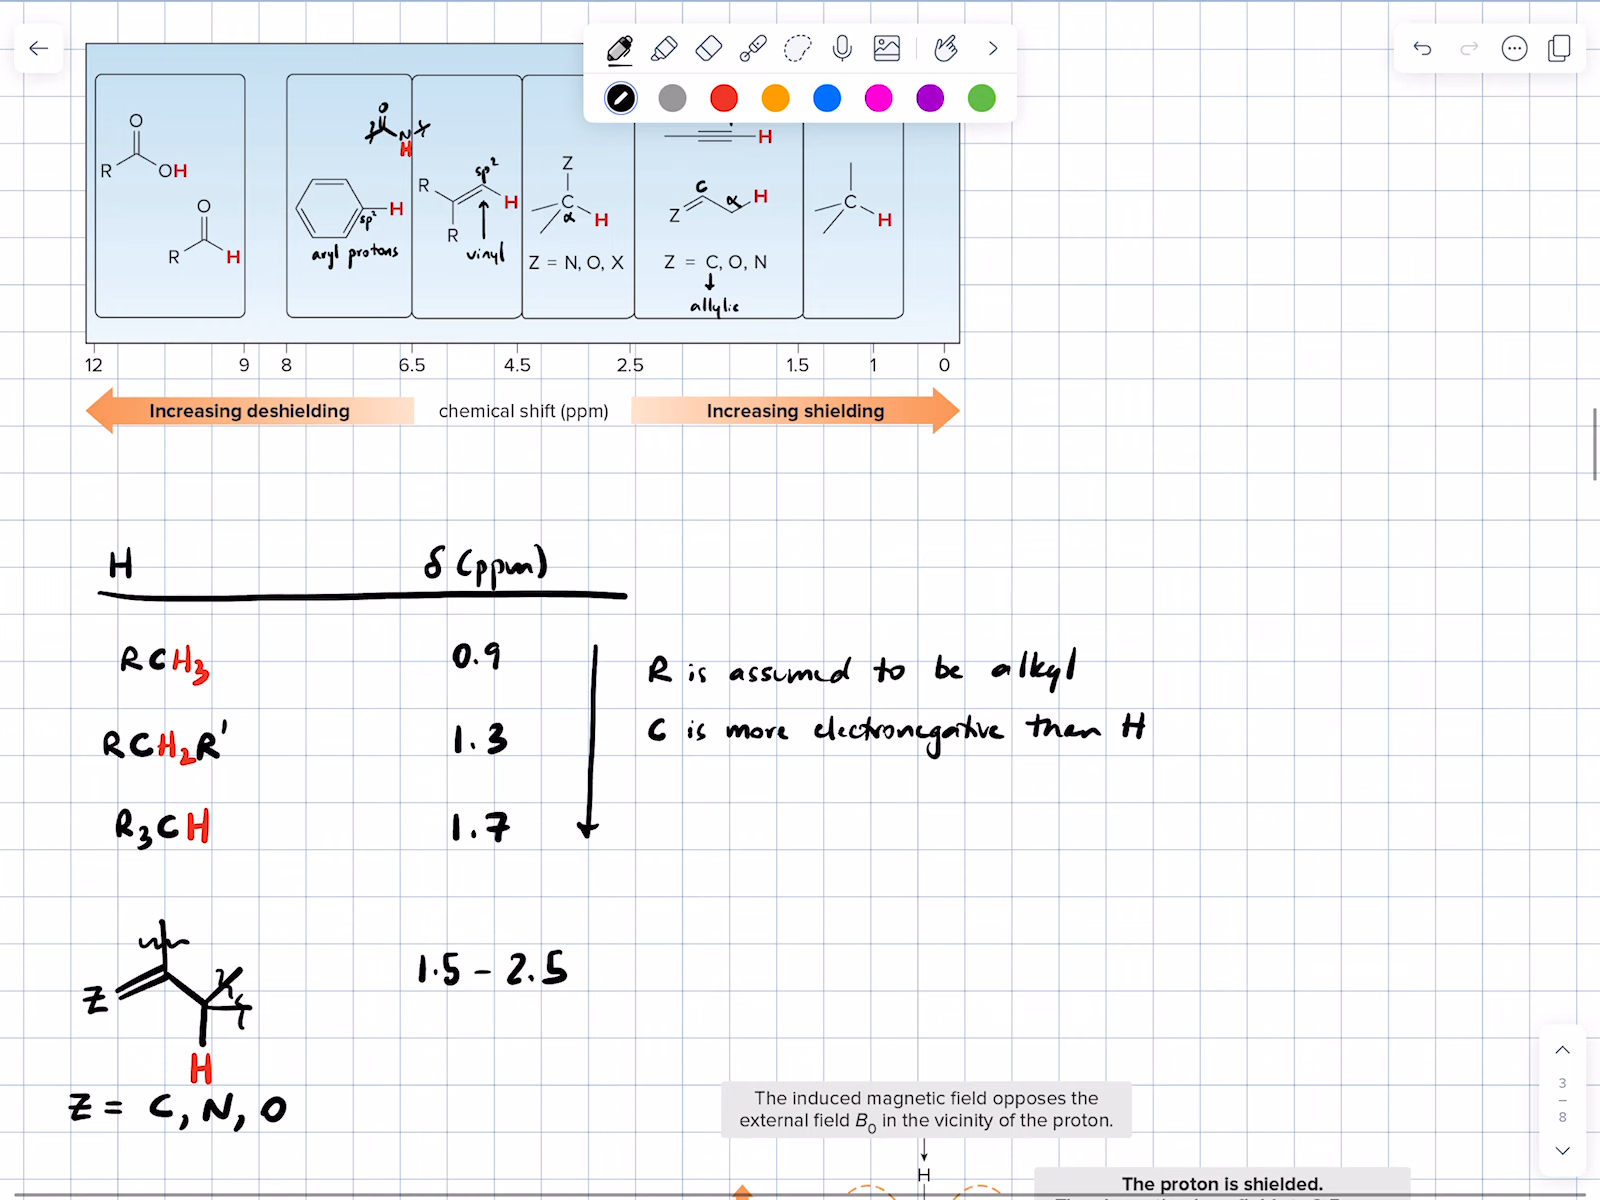 O
R
OH
O
R
H
O
N
H
sp²
H
aryl protons
R
sp²
H
R
vinyl
Z
C
α
H
Z = N, O, X
H
C
Z
α
H
Z = C, O, N
allylic
C
H
12 9 8 6.5 4.5 2.5 1.5 1 0
Increasing deshielding
chemical shift (ppm)
Increasing shielding
H δ (ppm)
RCH₃ 0.9
R is assumed to be alkyl
RCH₂R' 1.3
C is more electronegative than H
R₃CH 1.7
Z
H
1.5 - 2.5
Z = C, N, O
The induced magnetic field opposes the
external field B₀ in the vicinity of the proton.
H
The proton is shielded.
3
–
8